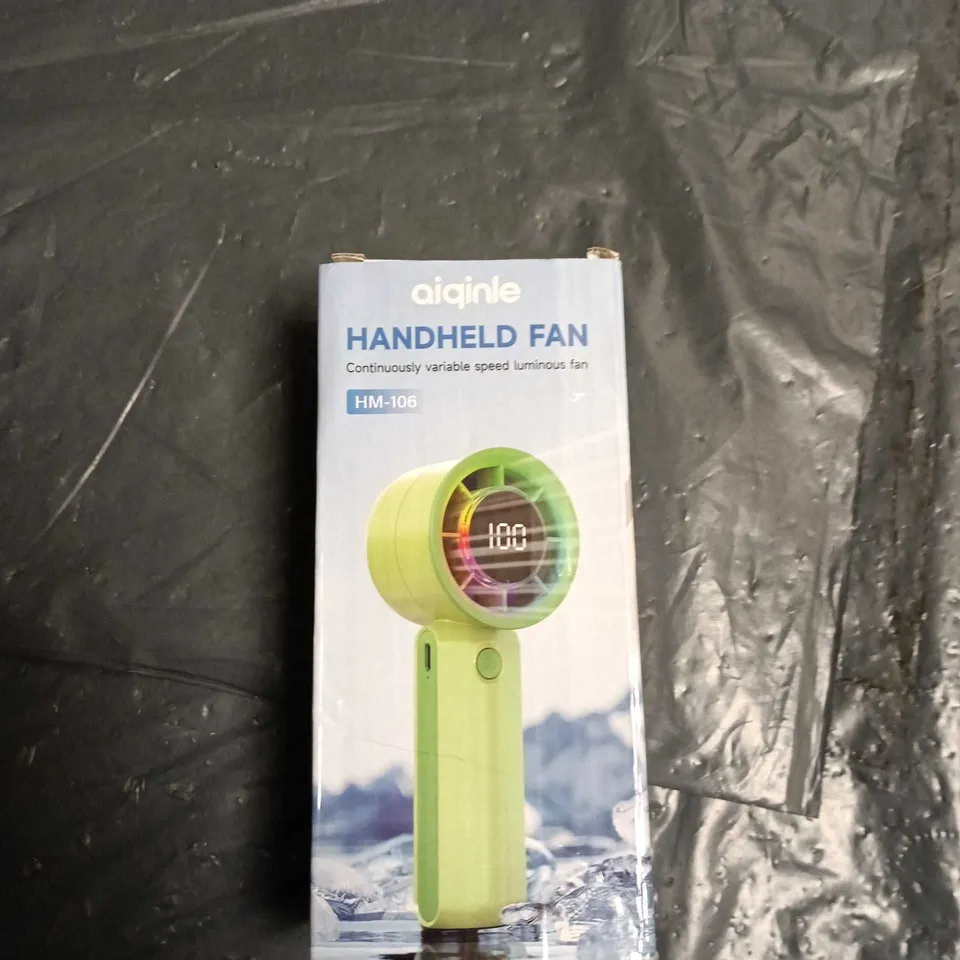 aiqinle
HANDHELD FAN
Continuously variable speed luminous fan
HM-106
100